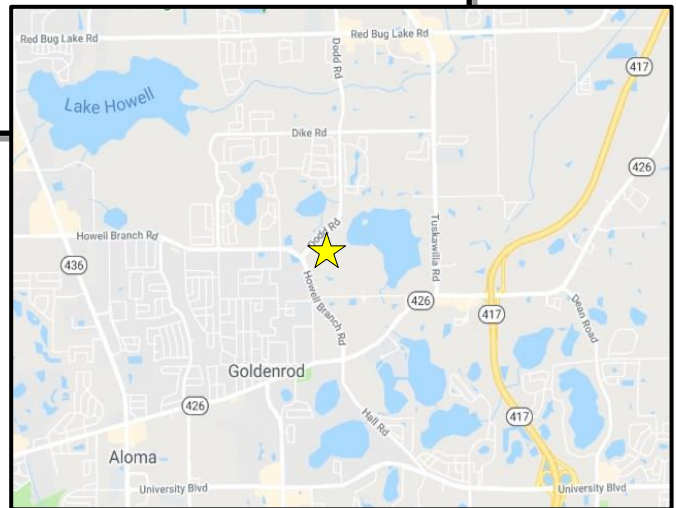 Red Bug Lake Rd
Red Bug Lake Rd
Dodd Rd
417
Lake Howell
Dike Rd
426
Howell Branch Rd
Dodd Rd
Tuskawilla Rd
436
Howell Branch Rd
426
417
Dean Road
Goldenrod
426
Hall Rd
417
Aloma
University Blvd
University Blvd